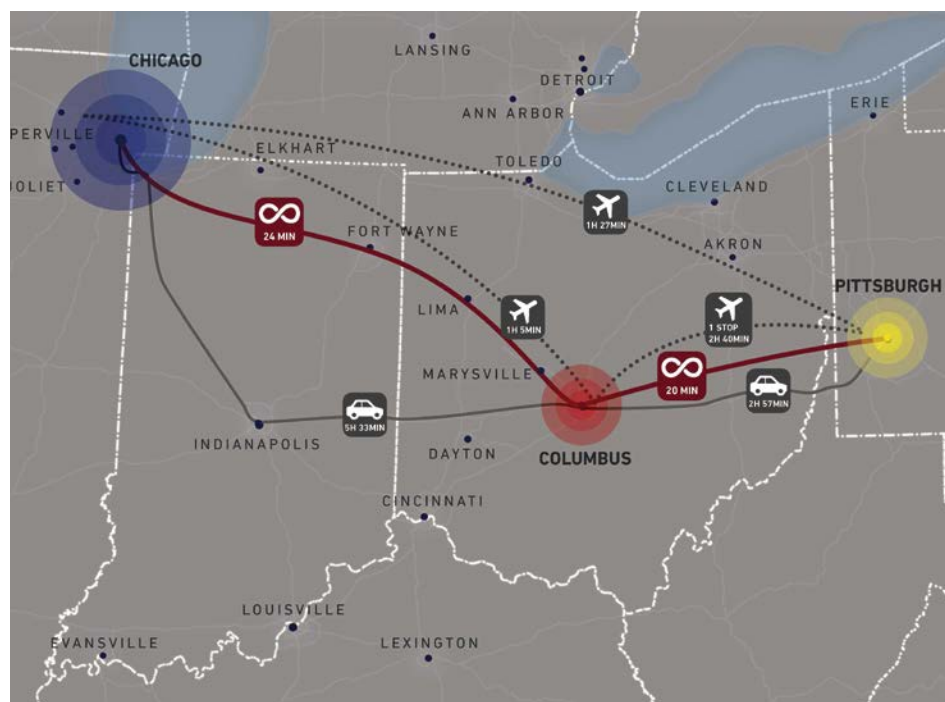 CHICAGO
LANSING
DETROIT
ANN ARBOR
ERIE
PERVILLE
ELKHART
TOLEDO
JOLIET
CLEVELAND
1H 27MIN
24 MIN
FORT WAYNE
AKRON
PITTSBURGH
LIMA
1H 5MIN
1 STOP
2H 40MIN
MARYSVILLE
20 MIN
2H 57MIN
5H 33MIN
INDIANAPOLIS
DAYTON
COLUMBUS
CINCINNATI
LOUISVILLE
EVANSVILLE
LEXINGTON